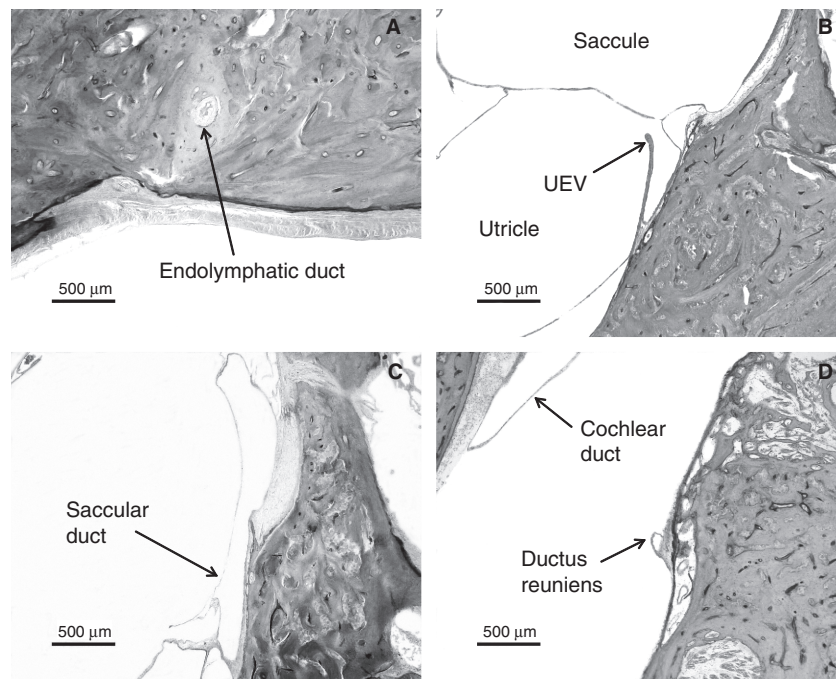 A
Endolymphatic duct
500 µm
B
Saccule
UEV
Utricle
500 µm
C
Saccular
duct
500 µm
D
Cochlear
duct
Ductus
reuniens
500 µm